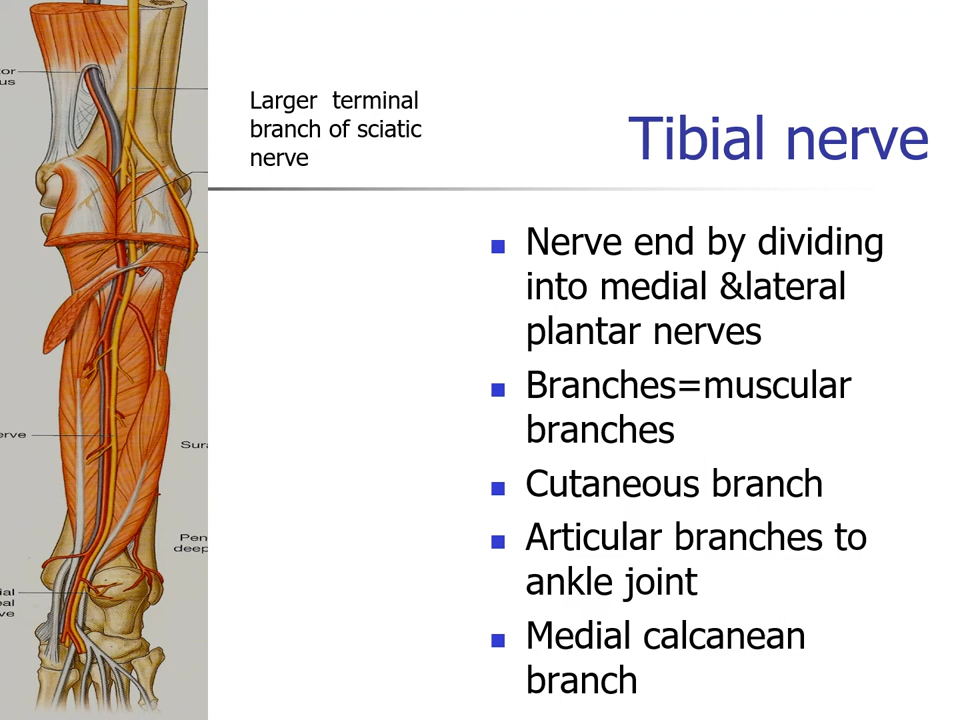 Larger terminal
branch of sciatic
nerve
Tibial nerve
Nerve end by dividing
into medial &lateral
plantar nerves
Branches=muscular
branches
Cutaneous branch
Articular branches to
ankle joint
Medial calcanean
branch